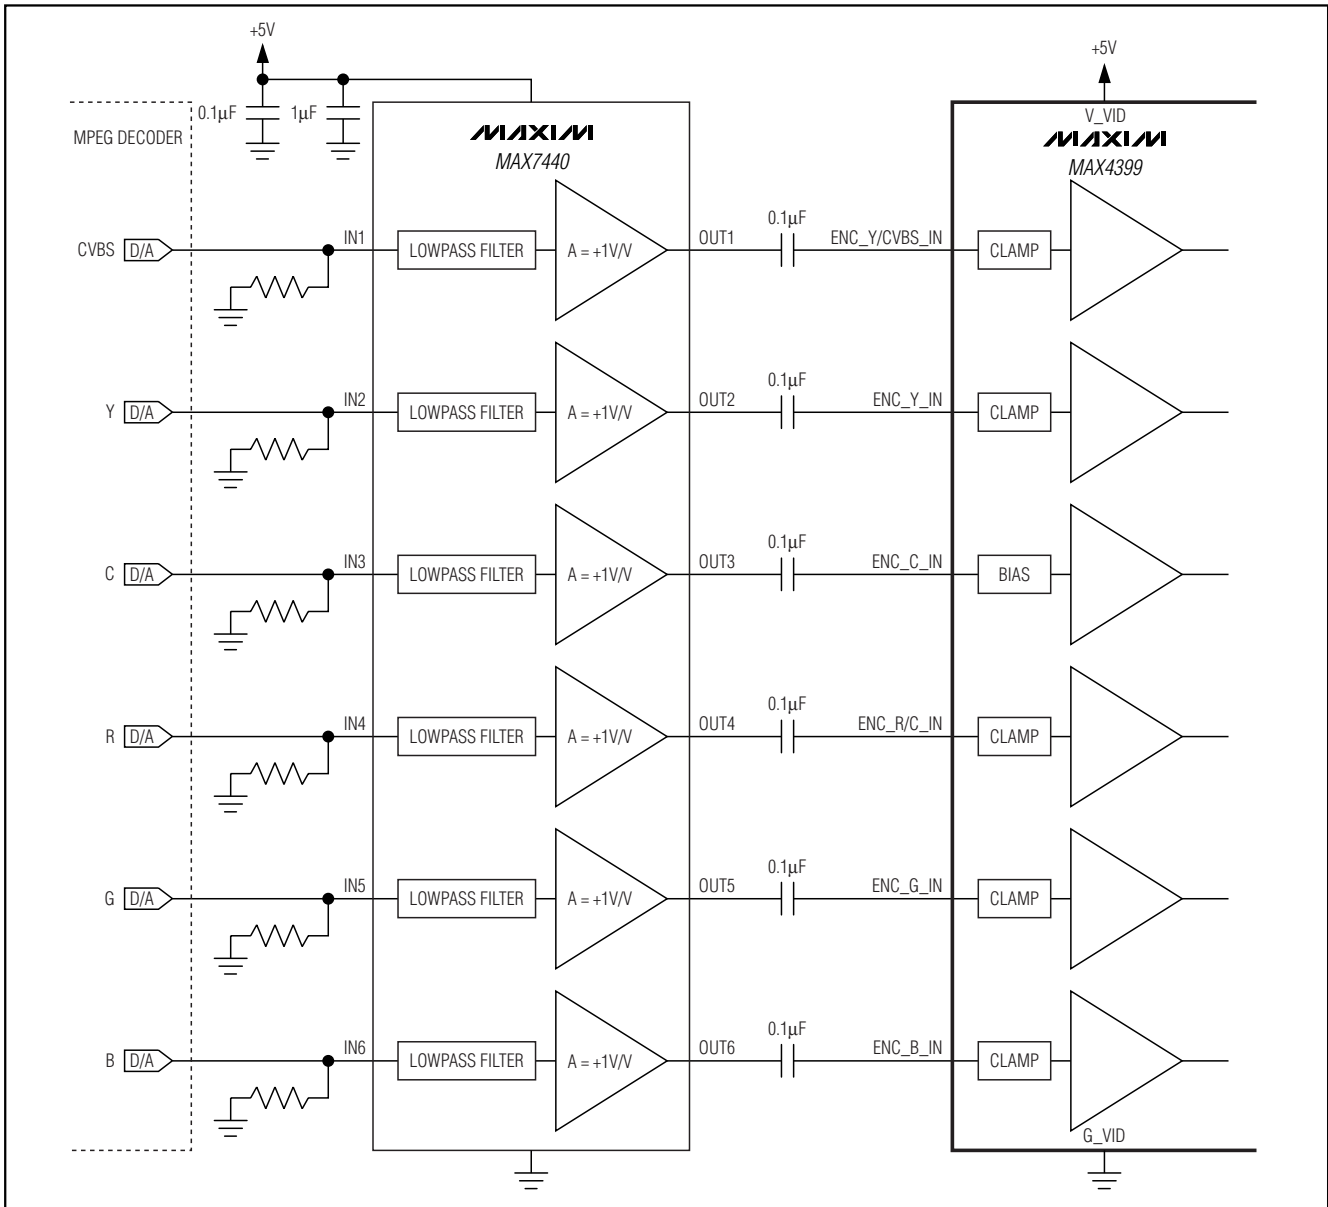 +5V
+5V
0.1µF
1µF
V_VID
MPEG DECODER
MAXIM
MAX7440
MAXIM
MAX4399
CVBS D/A IN1 LOWPASS FILTER A = +1V/V OUT1 0.1µF ENC_Y/CVBS_IN CLAMP
Y D/A IN2 LOWPASS FILTER A = +1V/V OUT2 0.1µF ENC_Y_IN CLAMP
C D/A IN3 LOWPASS FILTER A = +1V/V OUT3 0.1µF ENC_C_IN BIAS
R D/A IN4 LOWPASS FILTER A = +1V/V OUT4 0.1µF ENC_R/C_IN CLAMP
G D/A IN5 LOWPASS FILTER A = +1V/V OUT5 0.1µF ENC_G_IN CLAMP
B D/A IN6 LOWPASS FILTER A = +1V/V OUT6 0.1µF ENC_B_IN CLAMP
G_VID